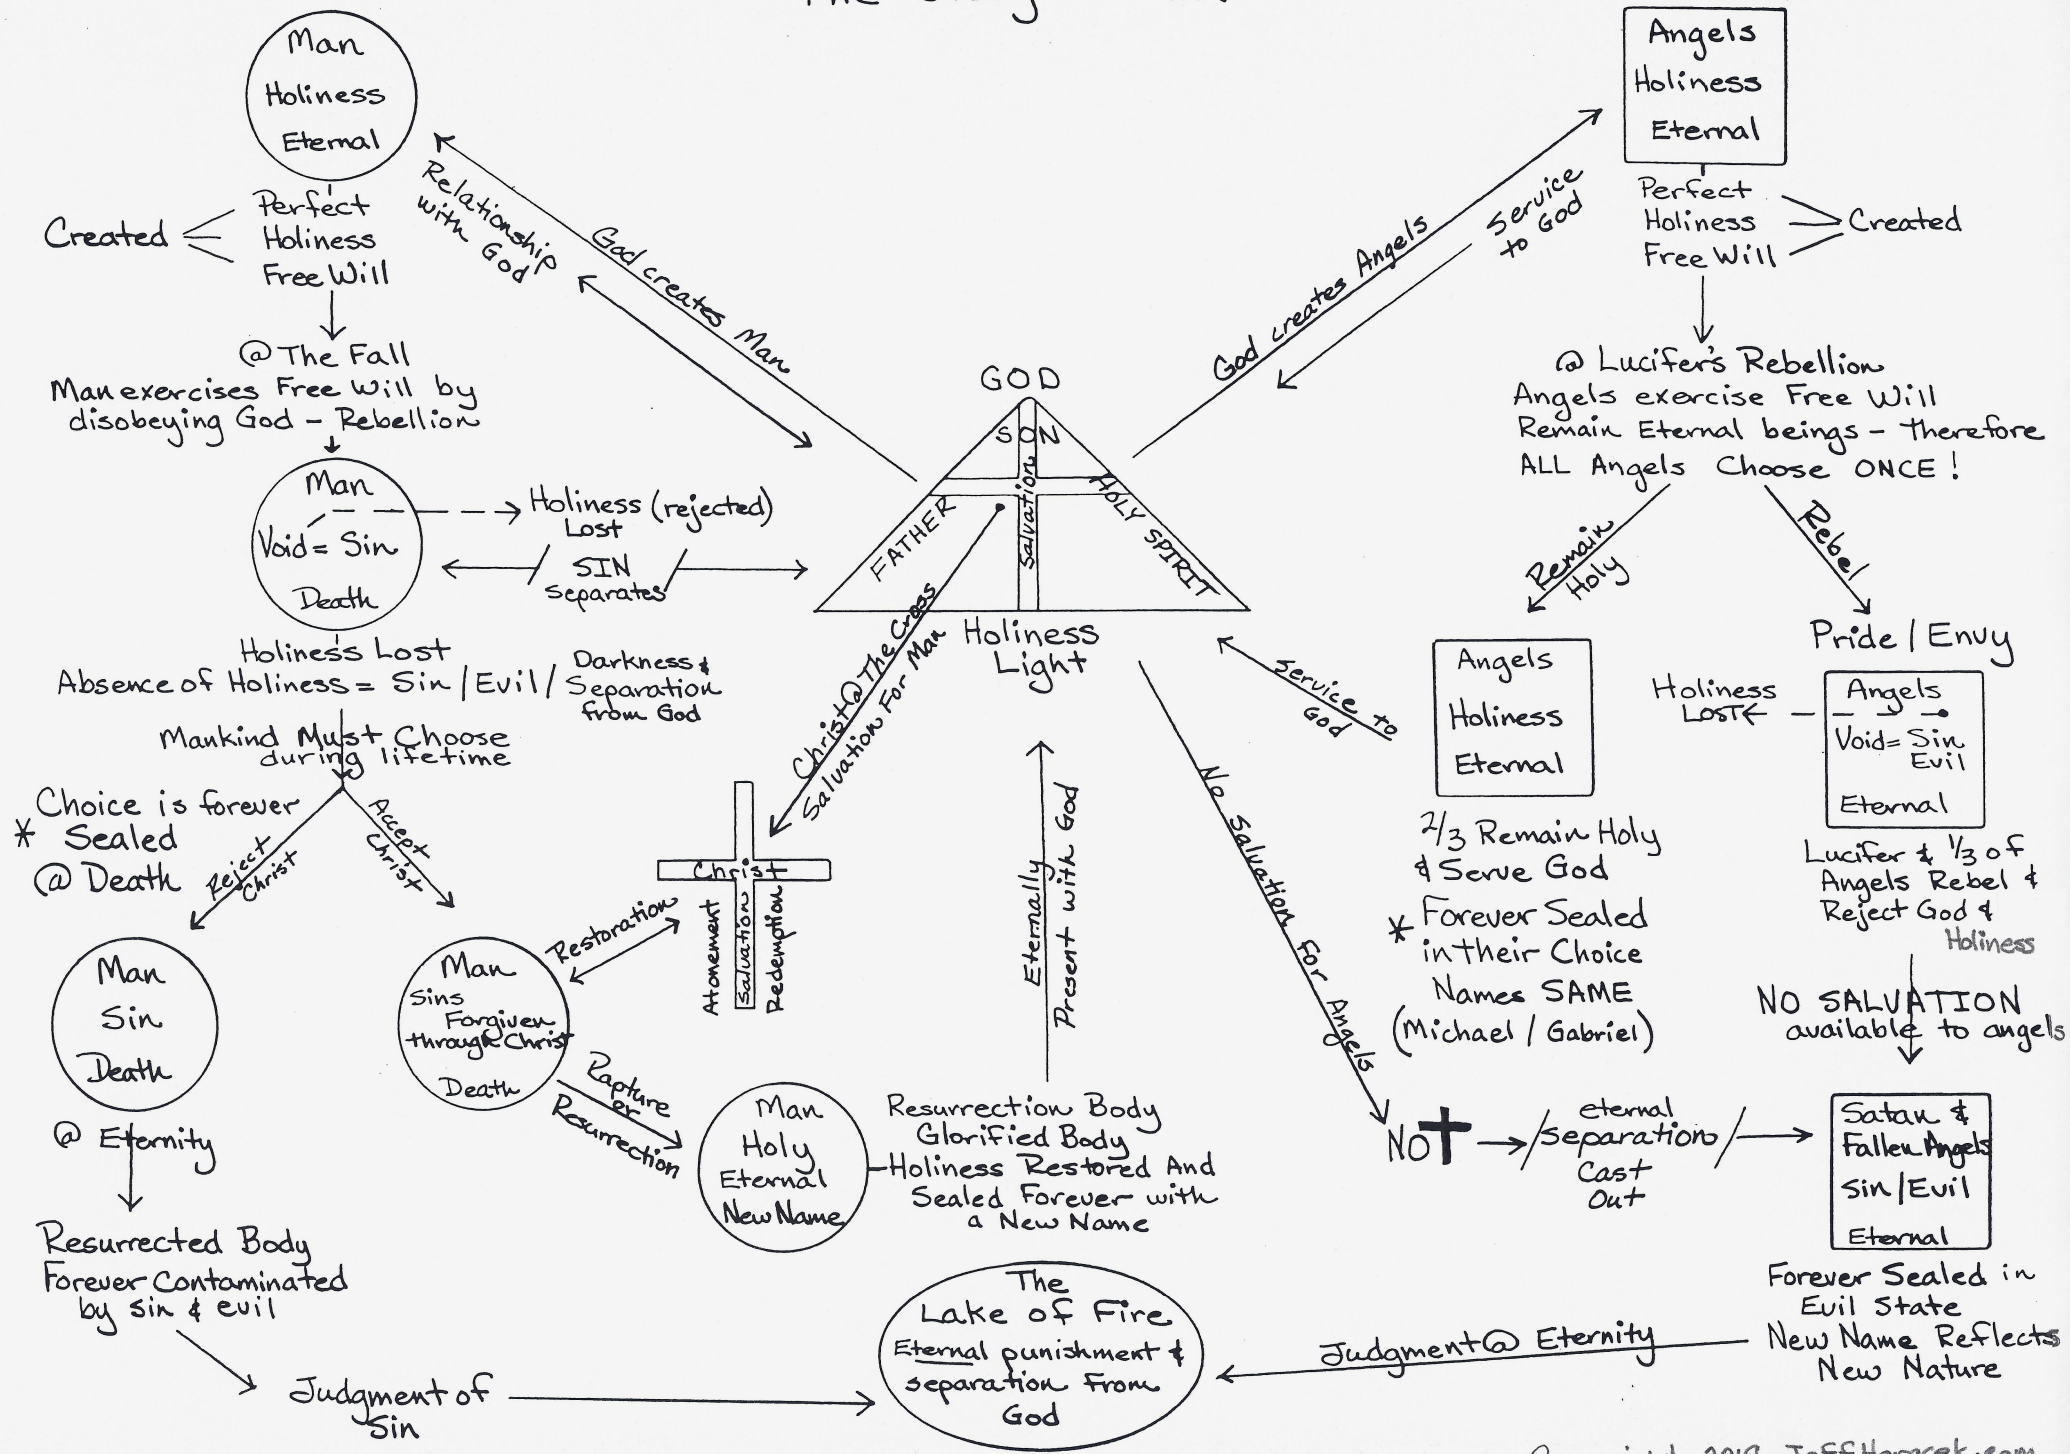 The
Man
Holiness
Eternal
Created
Perfect
Holiness
Free Will
@ The Fall
Man exercises Free Will by
disobeying God - Rebellion
Man
Void = Sin
Death
Holiness (rejected)
Lost
SIN
separates
Holiness Lost
Absence of Holiness = Sin / Evil /
Darkness &
Separation
from God
Mankind Must Choose
during lifetime
Choice is forever
* Sealed
@ Death
Reject
Christ
Accept
Christ
Man
Sin
Death
@ Eternity
Resurrected Body
Forever Contaminated
by sin & evil
Judgment of
Sin
Man
Sins
Forgiven
through Christ
Death
Restoration
Rapture
or
Resurrection
Christ
Atonement
Salvation
Redemption
Man
Holy
Eternal
New Name
Resurrection Body
Glorified Body
Holiness Restored And
Sealed Forever with
a New Name
Eternally
Present with God
God creates Man
Relationship
with God
GOD
SON
FATHER
Salvation
HOLY SPIRIT
Holiness
Light
Christ @ The Cross
Salvation For Man
God creates Angels
Service
to God
Angels
Holiness
Eternal
Perfect
Holiness
Free Will
Created
@ Lucifer's Rebellion
Angels exercise Free Will
Remain Eternal beings - therefore
ALL Angels Choose ONCE!
Remain
Holy
Rebel
Angels
Holiness
Eternal
Service to
God
2/3 Remain Holy
& Serve God
* Forever Sealed
in their Choice
Names SAME
(Michael / Gabriel)
Pride / Envy
Holiness
LOST
Angels
Void = Sin
Evil
Eternal
Lucifer & 1/3 of
Angels Rebel &
Reject God &
Holiness
NO SALVATION
available to angels
No Salvation For Angels
NO
eternal
separation
Cast
Out
Satan &
Fallen Angels
Sin / Evil
Eternal
Forever Sealed in
Evil State
New Name Reflects
New Nature
Judgment @ Eternity
The
Lake of Fire
Eternal punishment &
separation From
God